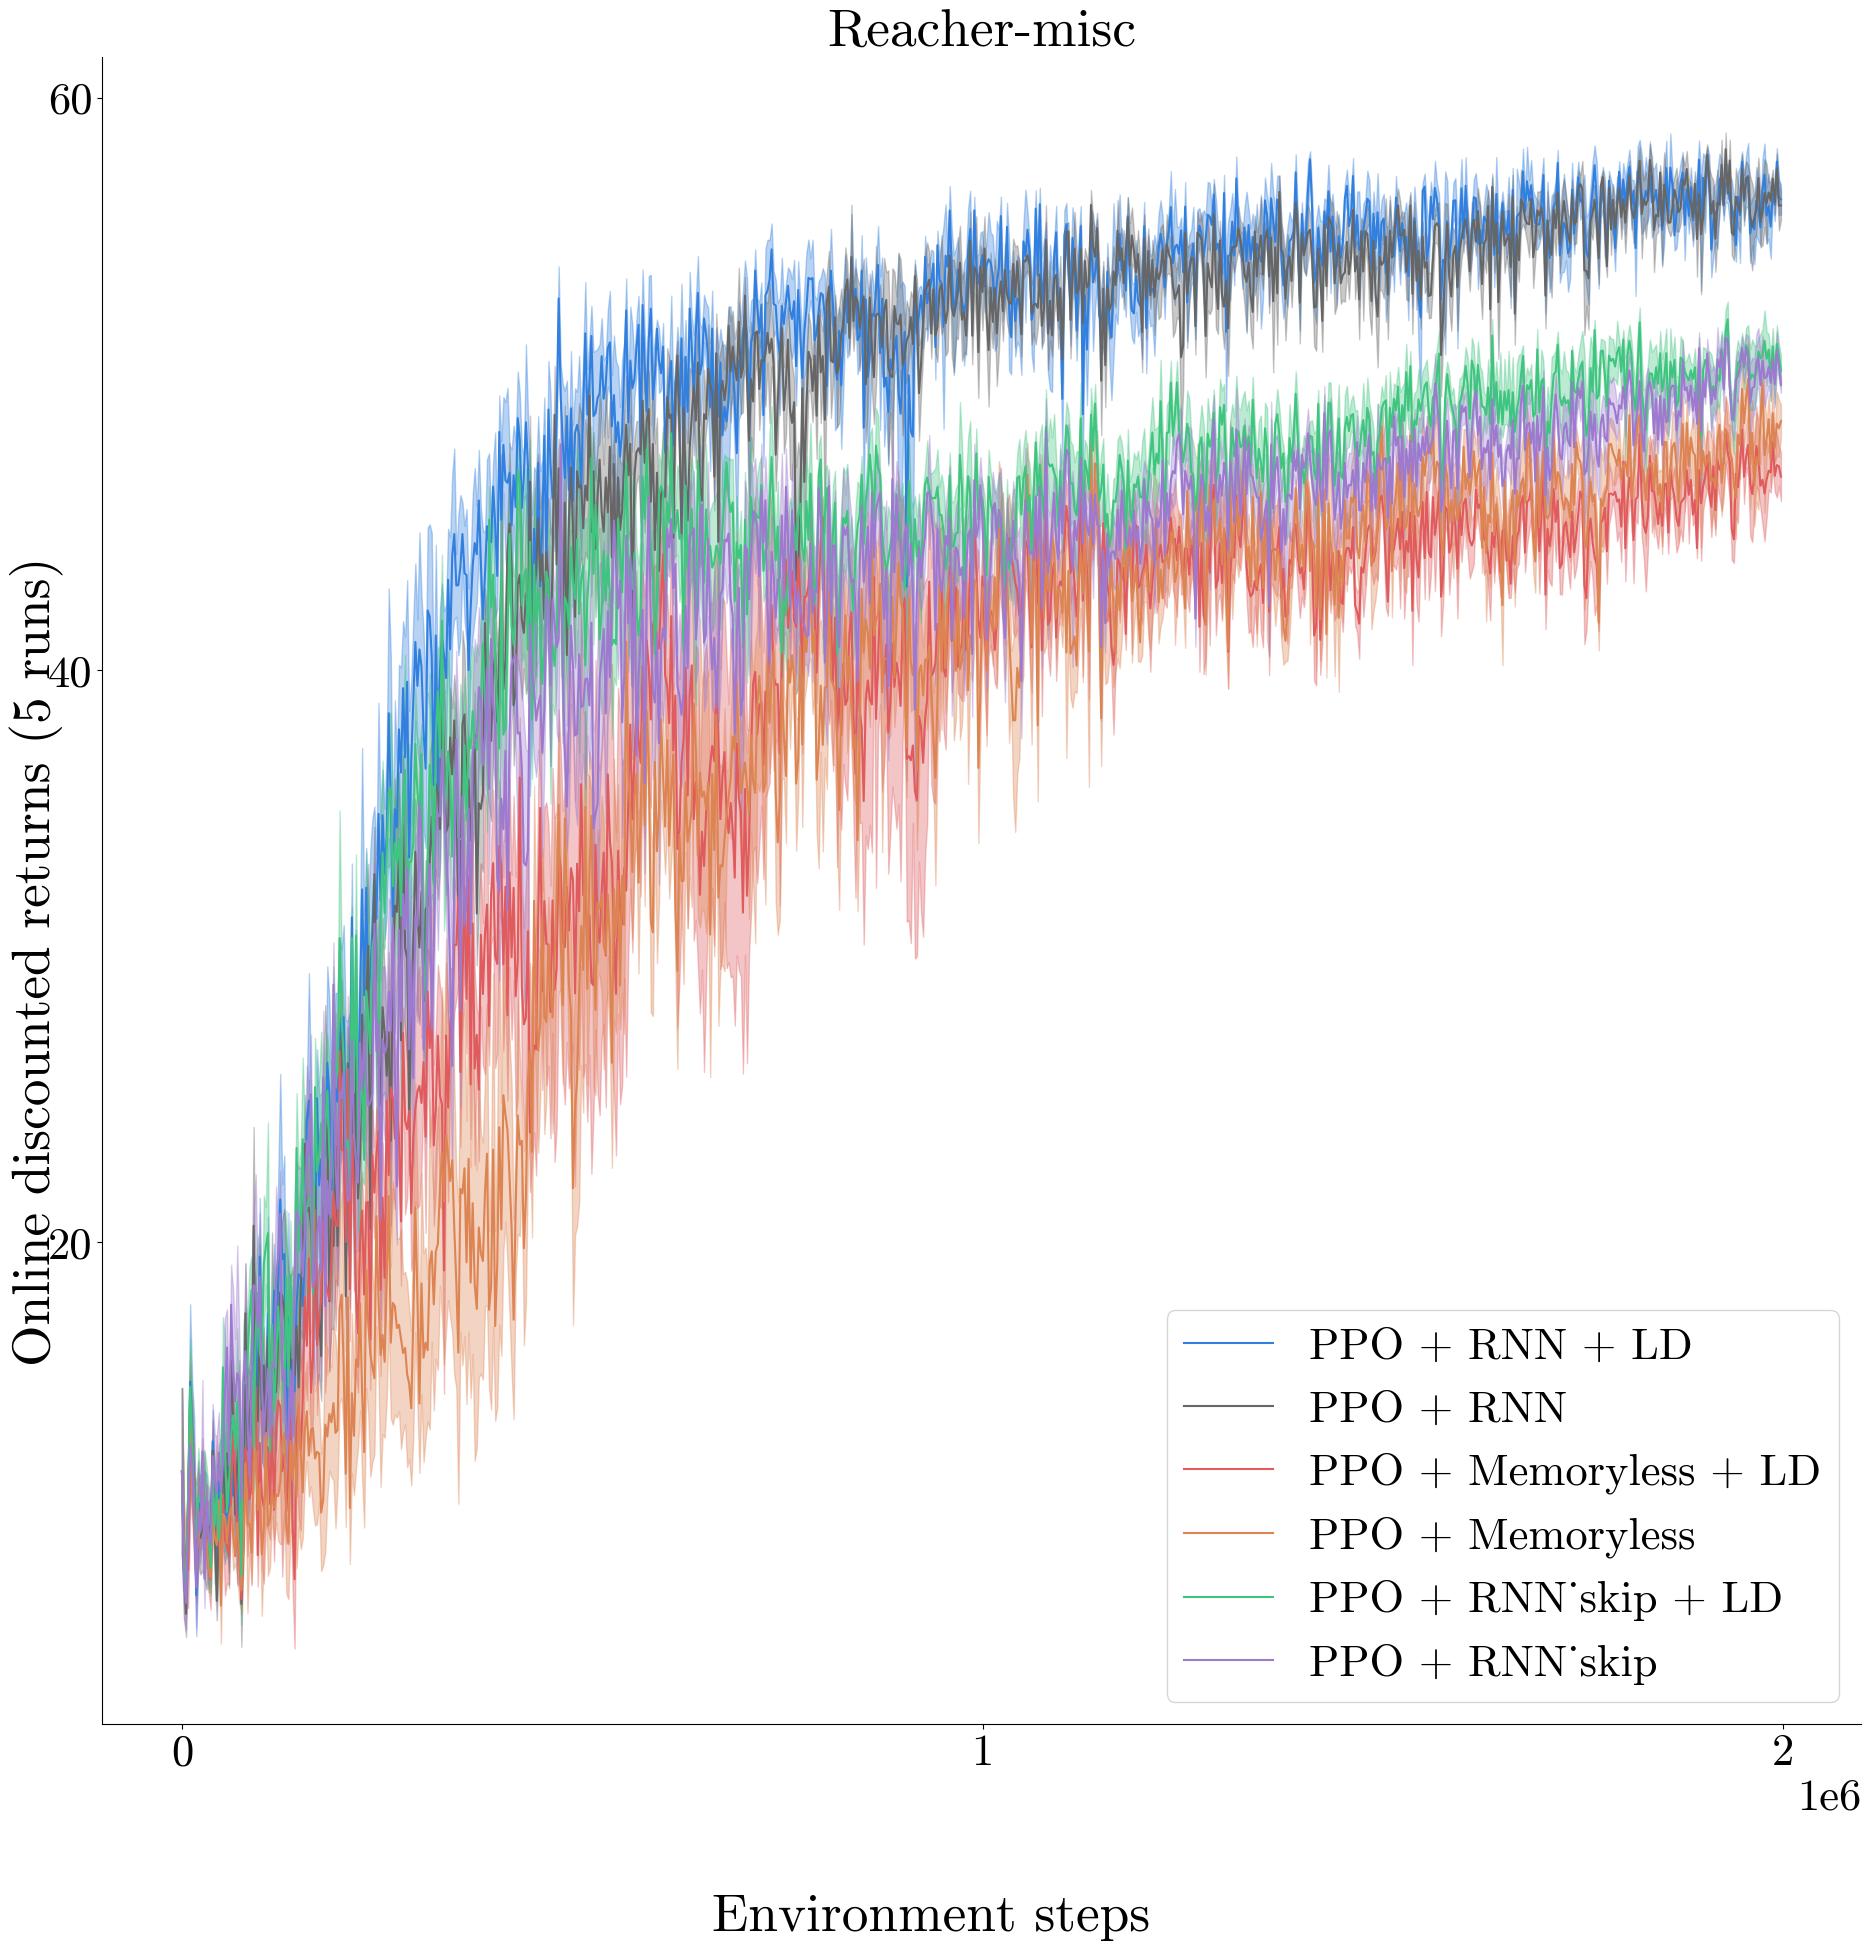 Reacher-misc
Online discounted returns (5 runs)
60
40
20
PPO + RNN + LD
PPO + RNN
PPO + Memoryless + LD
PPO + Memoryless
PPO + RNN˙skip + LD
PPO + RNN˙skip
0 1 2
1e6
Environment steps